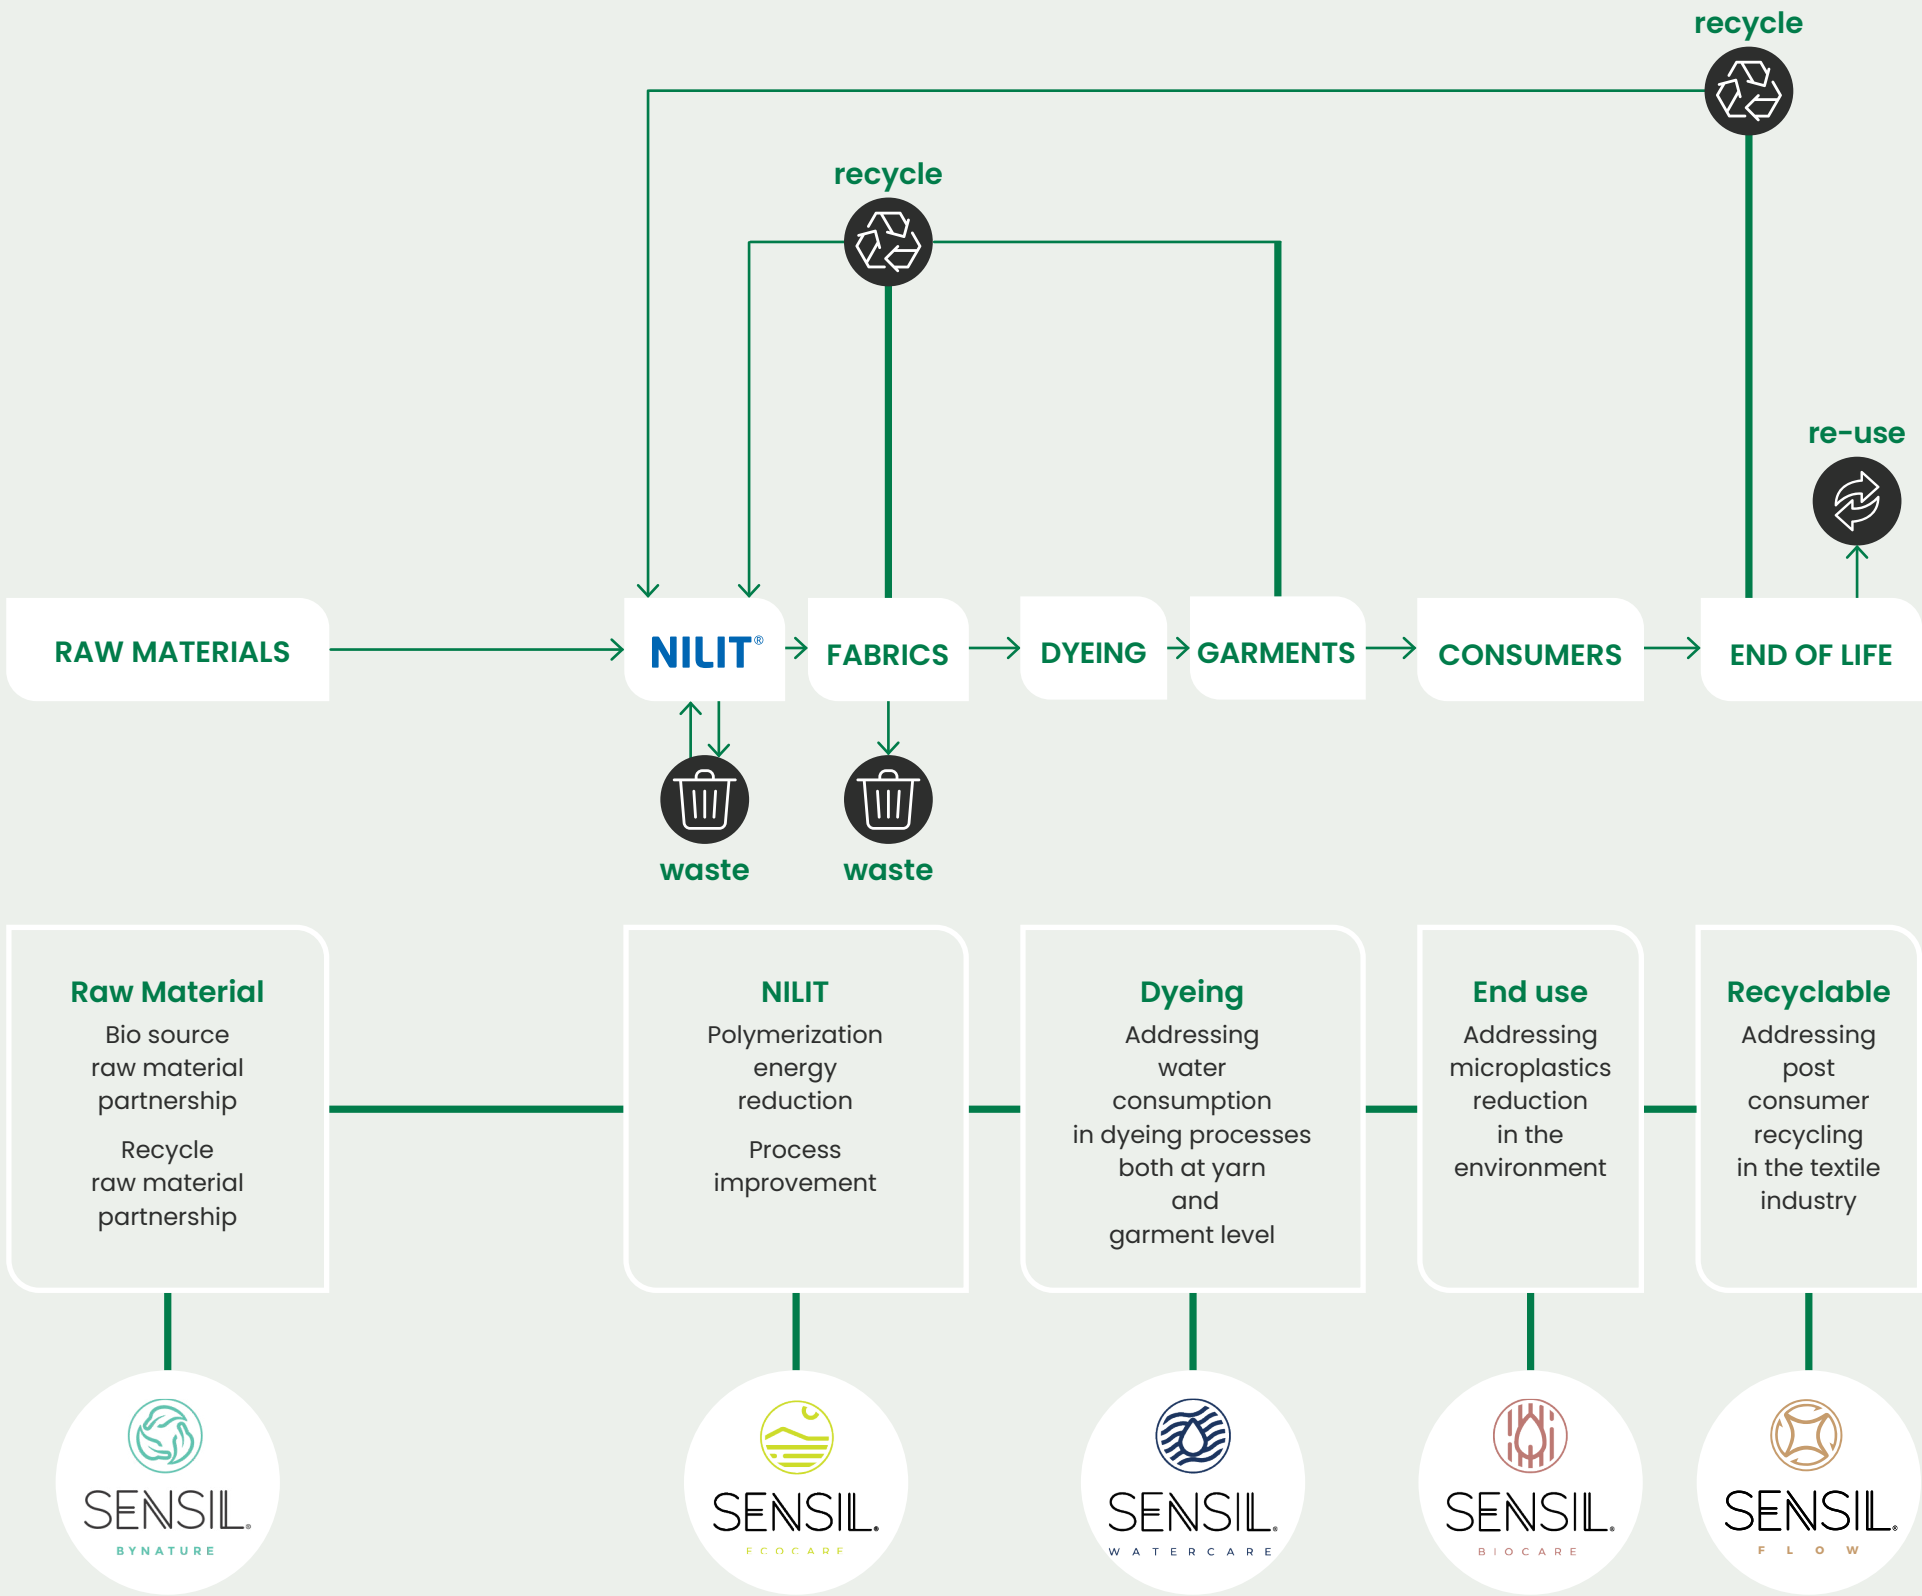 recycle
recycle
re-use
RAW MATERIALS
NILIT®
FABRICS
DYEING
GARMENTS
CONSUMERS
END OF LIFE
waste
waste
Raw Material
Bio source
raw material
partnership
Recycle
raw material
partnership
NILIT
Polymerization
energy
reduction
Process
improvement
Dyeing
Addressing
water
consumption
in dyeing processes
both at yarn
and
garment level
End use
Addressing
microplastics
reduction
in the
environment
Recyclable
Addressing
post
consumer
recycling
in the textile
industry
SENSIL®
BYNATURE
SENSIL®
ECOCARE
SENSIL®
WATERCARE
SENSIL®
BIOCARE
SENSIL®
FLOW